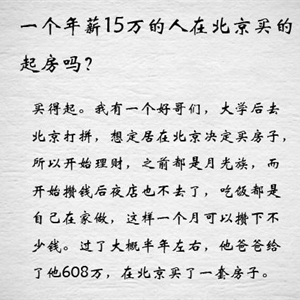 一个年薪15万的人在北京买的
起房吗？
买得起。我有一个好哥们，大学后去
北京打拼，想定居在北京决定买房子，
所以开始理财，之前都是月光族，而
开始攒钱后夜店也不去了，吃饭都是
自己在家做，这样一个月可以攒下不
少钱。过了大概半年左右，他爸爸给
了他608万，在北京买了一套房子。